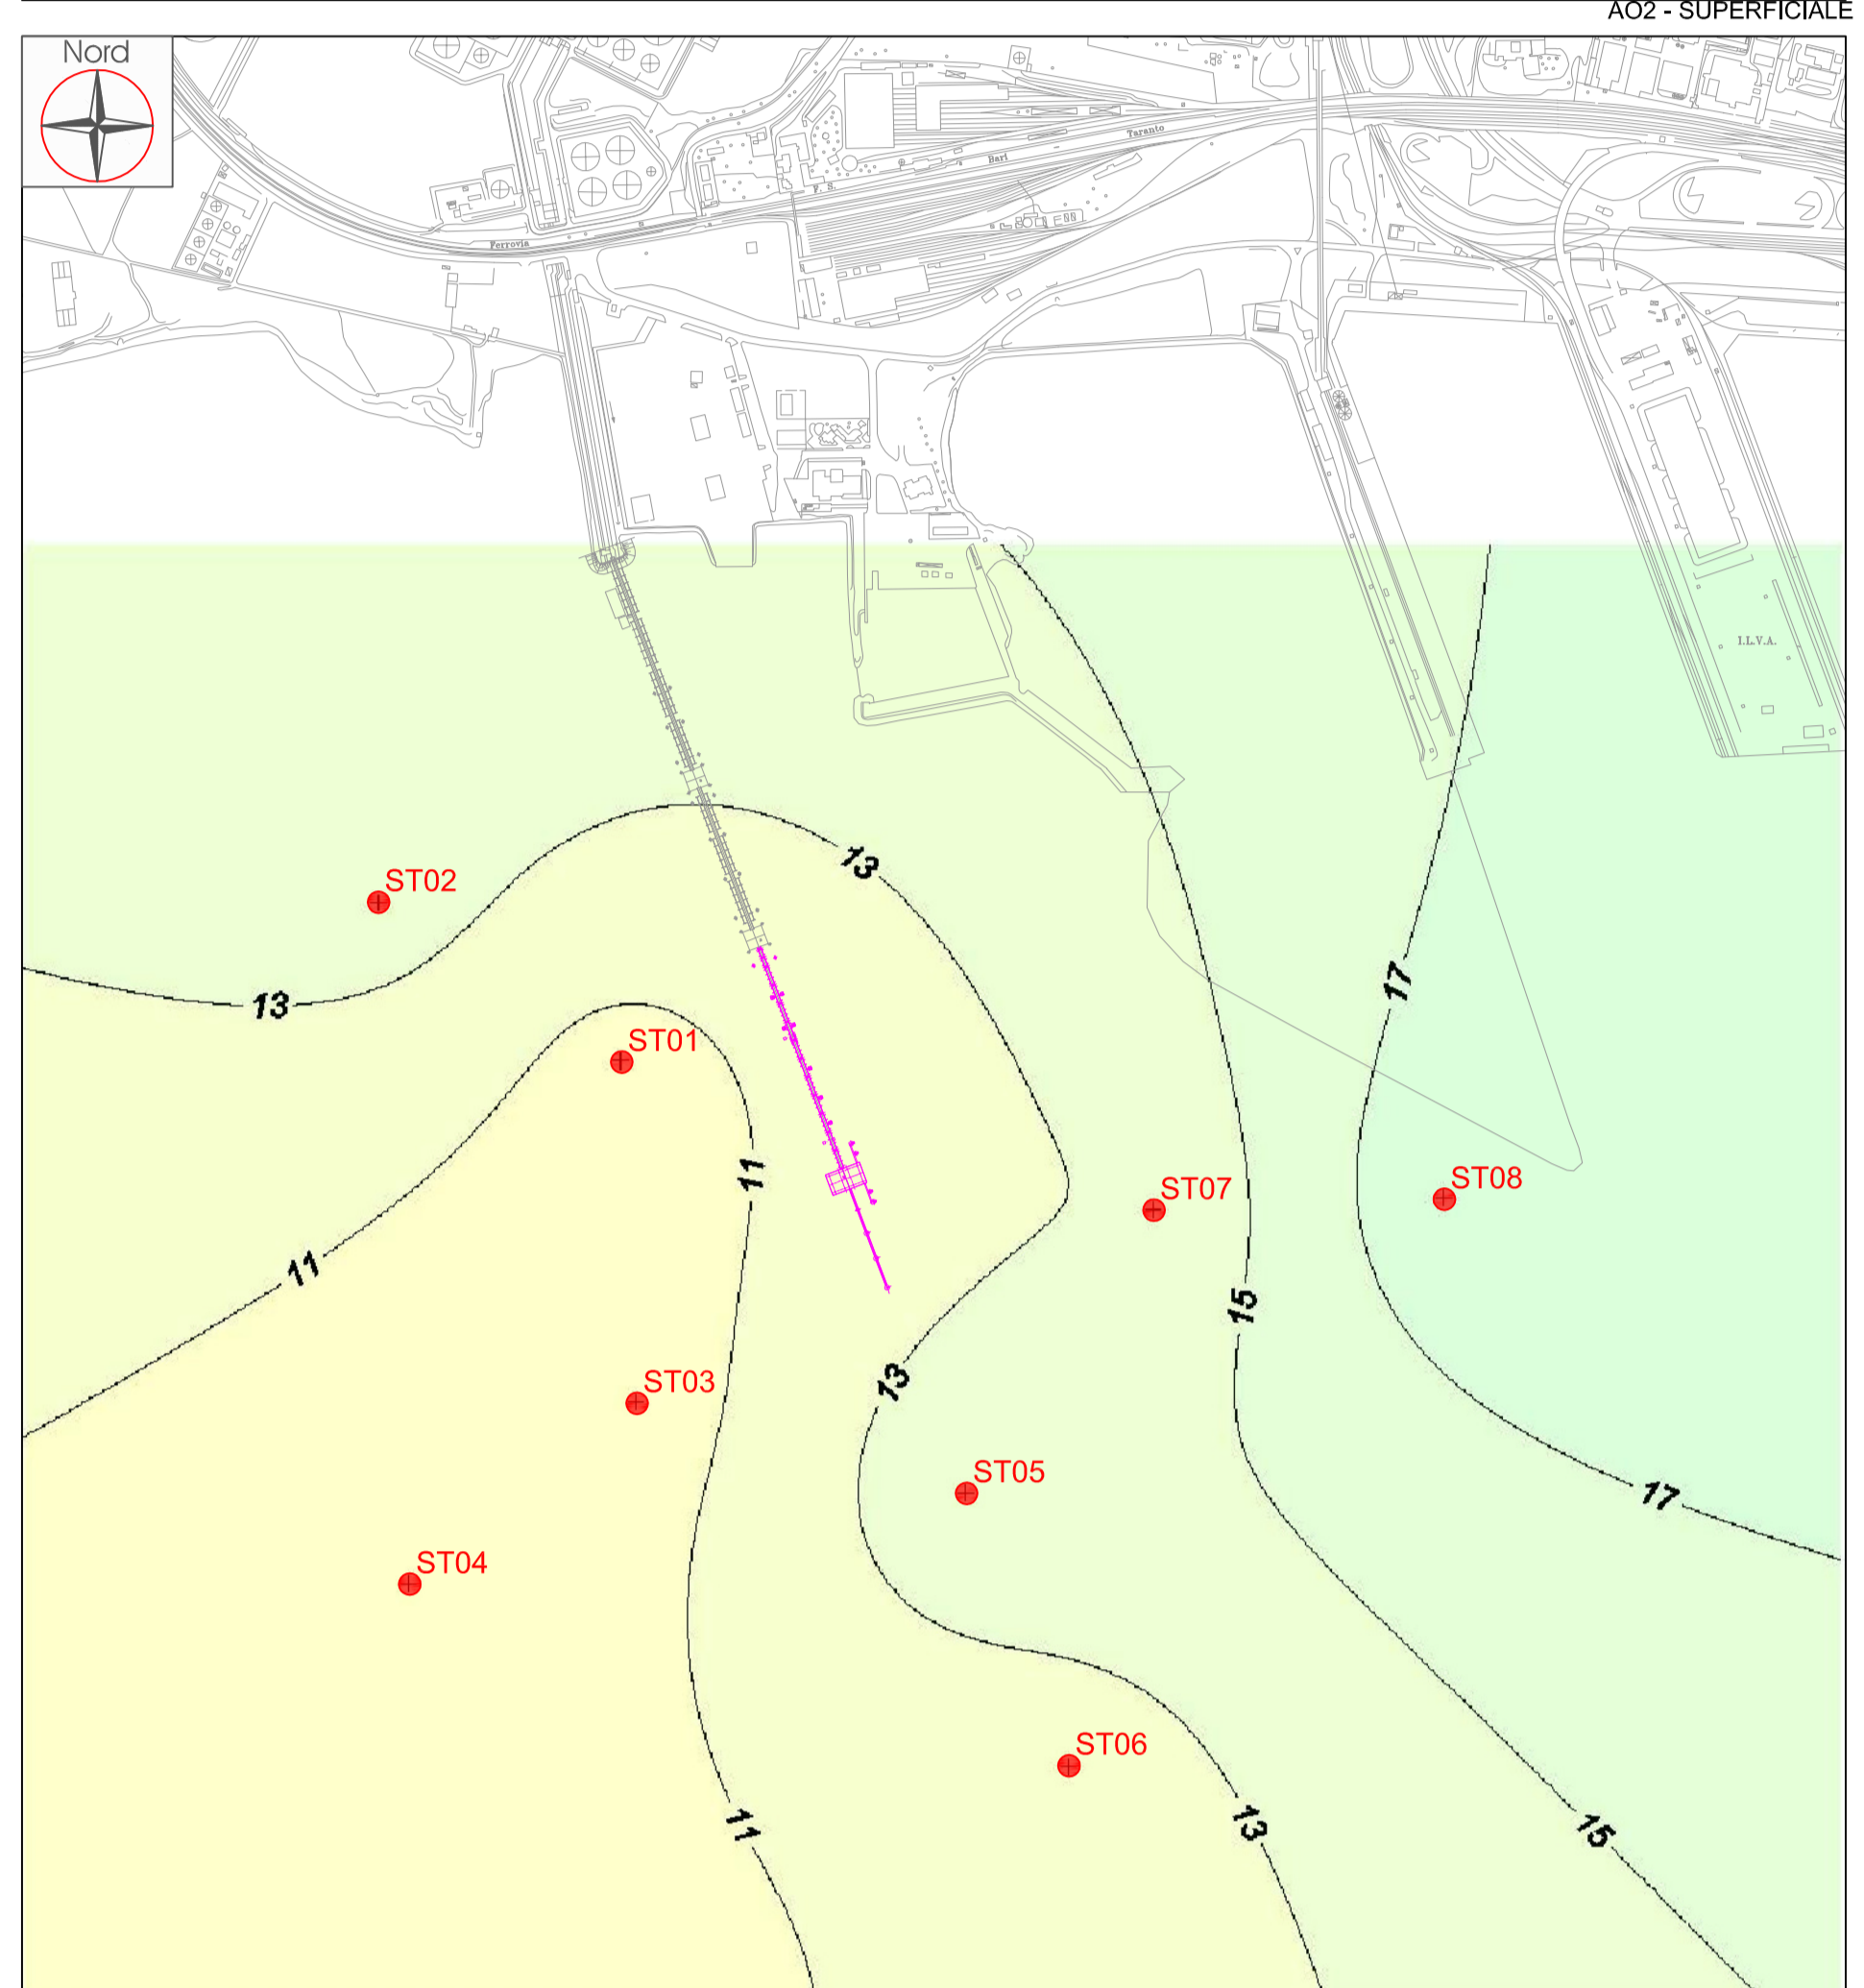 AO2 - SUPERFICIALE
Nord
Taranto
Bari
F. S.
Ferrovia
I.L.V.A.
13
ST02
17
13
ST01
11
ST07
ST08
11
15
ST03
13
ST05
17
ST04
ST06
11
13
15